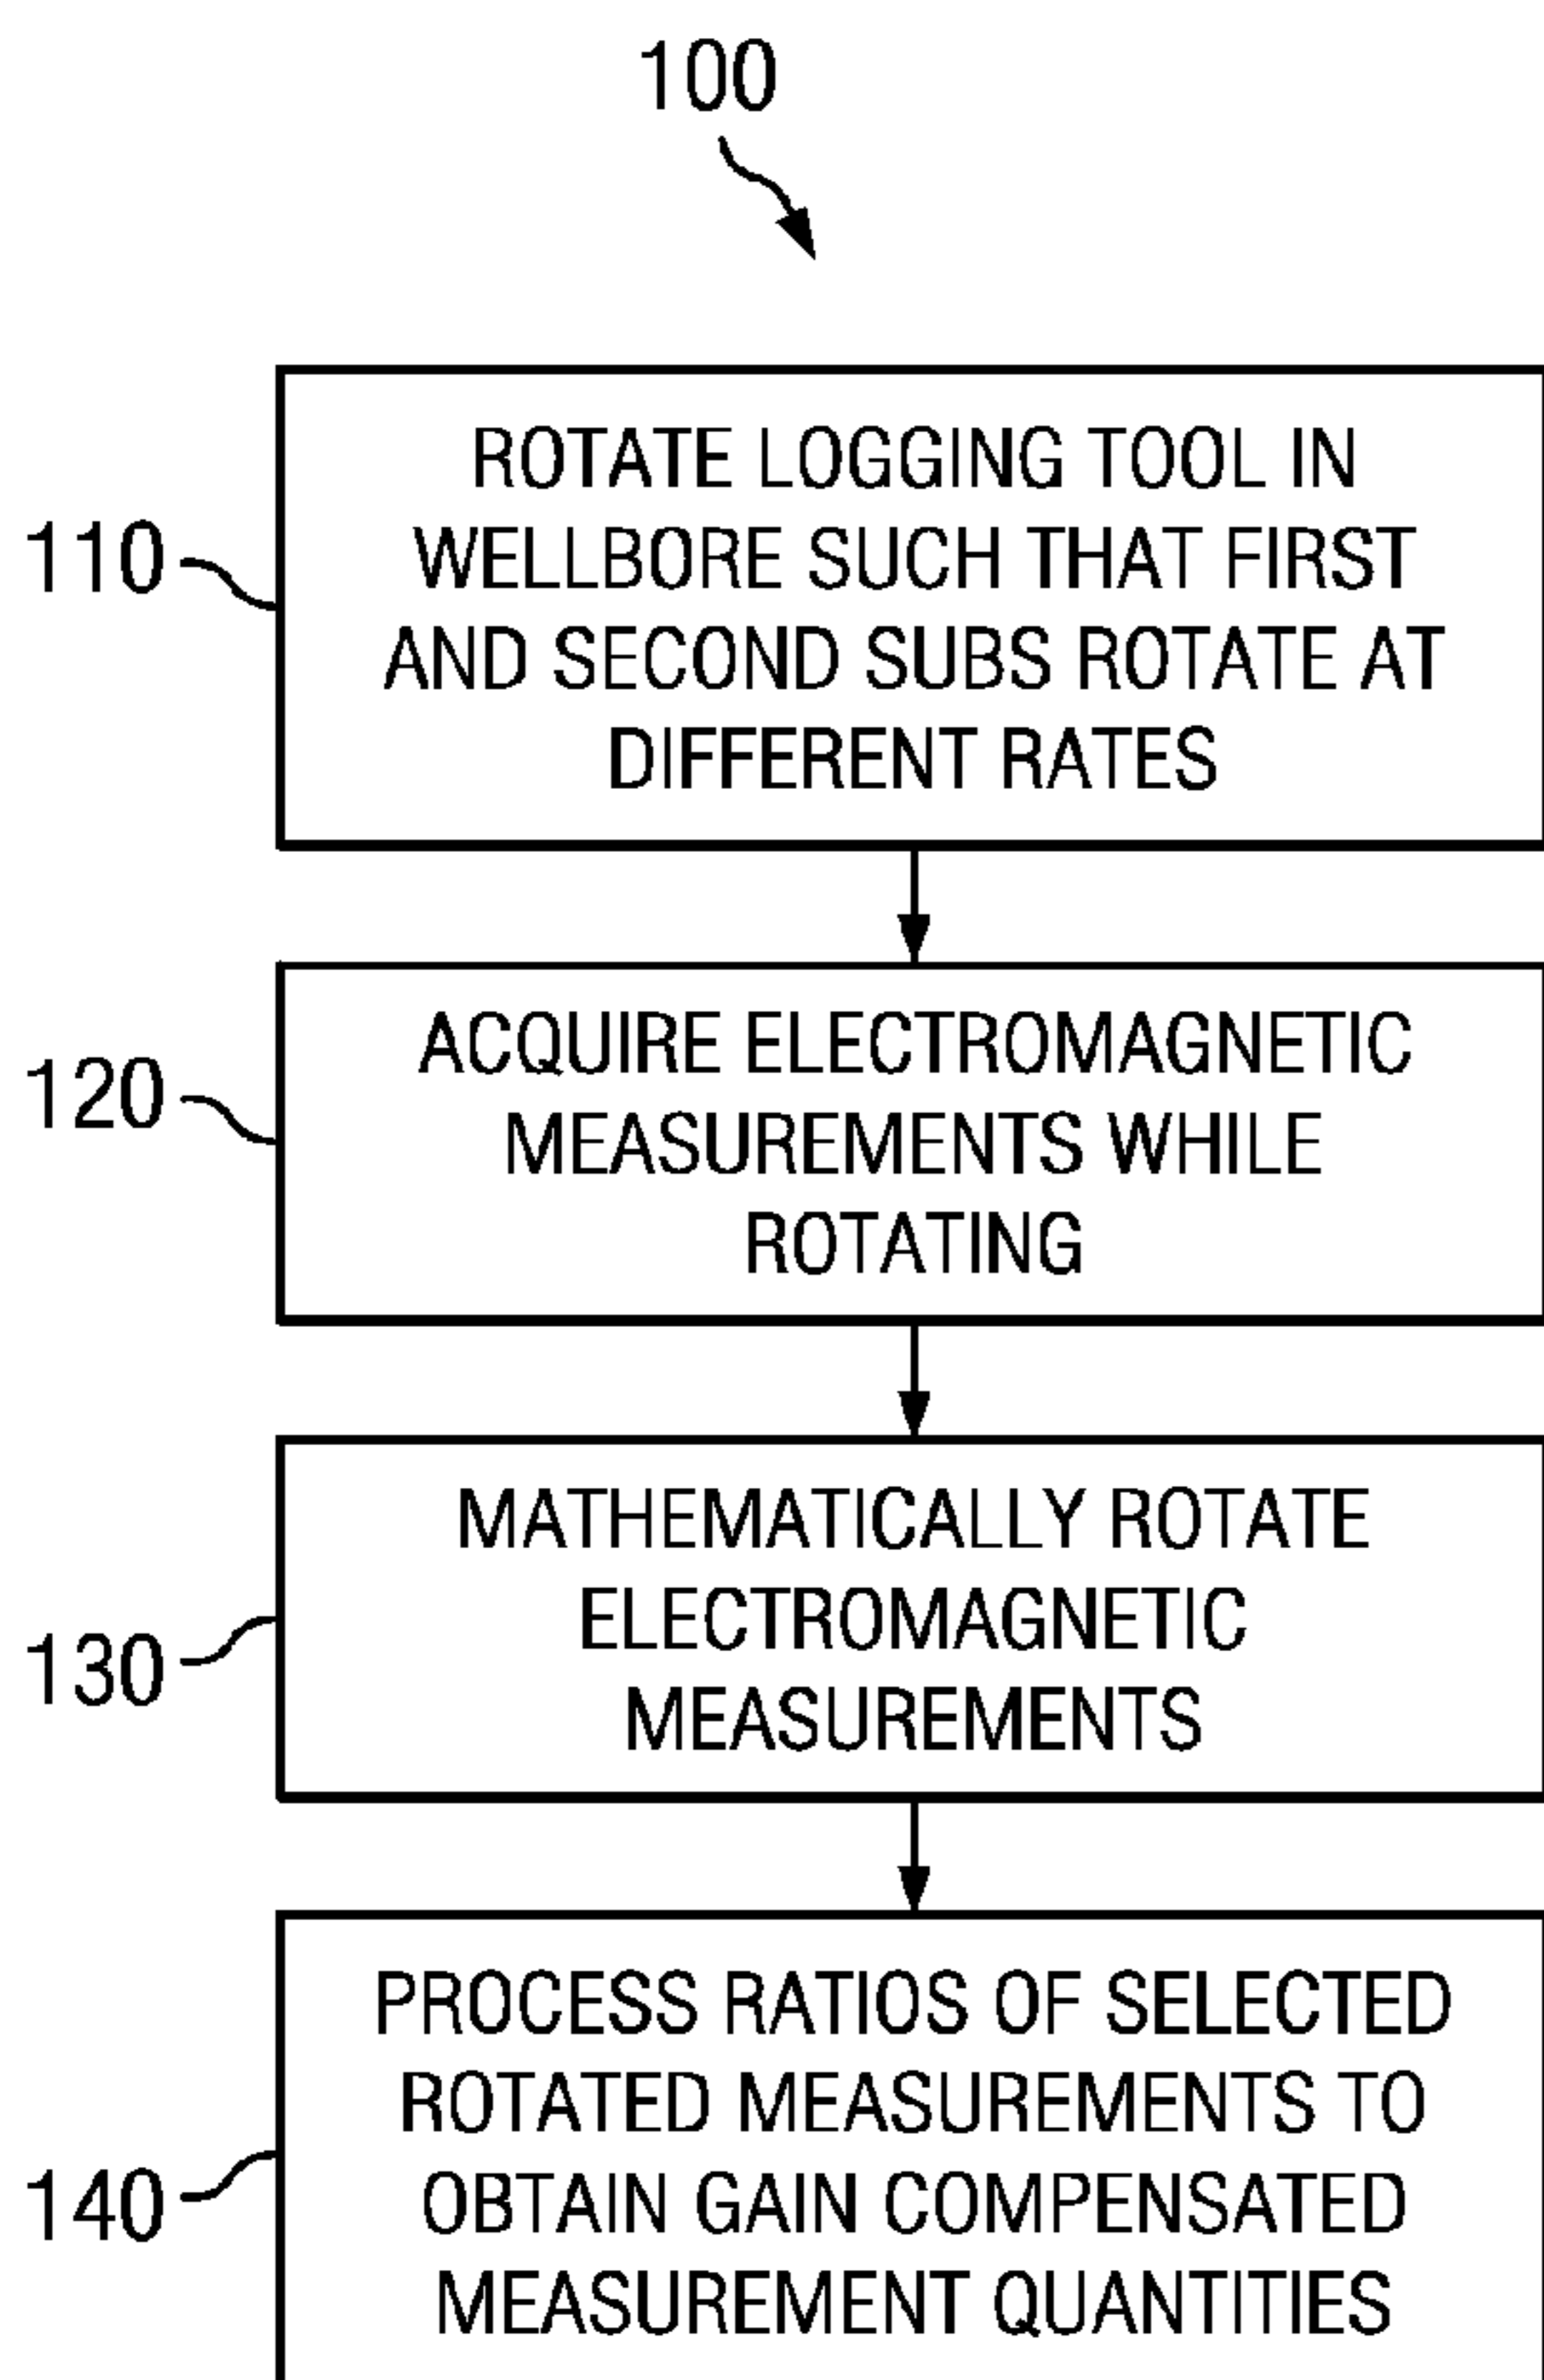 100
110
ROTATE LOGGING TOOL IN
WELLBORE SUCH THAT FIRST
AND SECOND SUBS ROTATE AT
DIFFERENT RATES
120
ACQUIRE ELECTROMAGNETIC
MEASUREMENTS WHILE
ROTATING
130
MATHEMATICALLY ROTATE
ELECTROMAGNETIC
MEASUREMENTS
140
PROCESS RATIOS OF SELECTED
ROTATED MEASUREMENTS TO
OBTAIN GAIN COMPENSATED
MEASUREMENT QUANTITIES